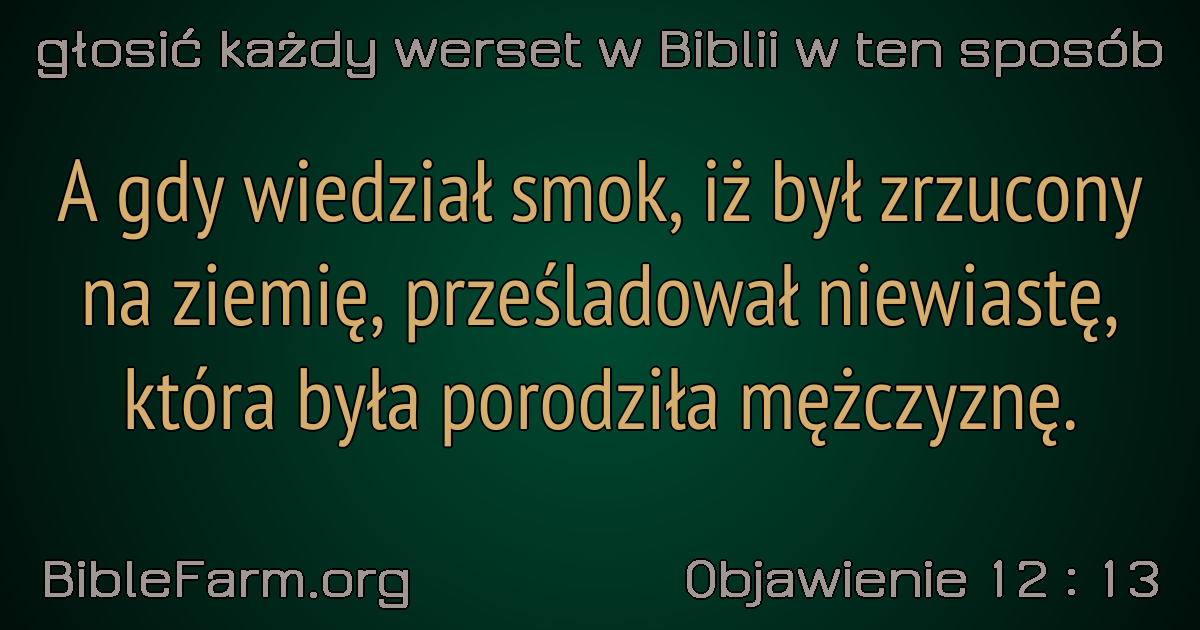 głosić każdy werset w Biblii w ten sposób
A gdy wiedział smok, iż był zrzucony
na ziemię, prześladował niewiastę,
która była porodziła mężczyznę.
BibleFarm.org
Objawienie 12 : 13